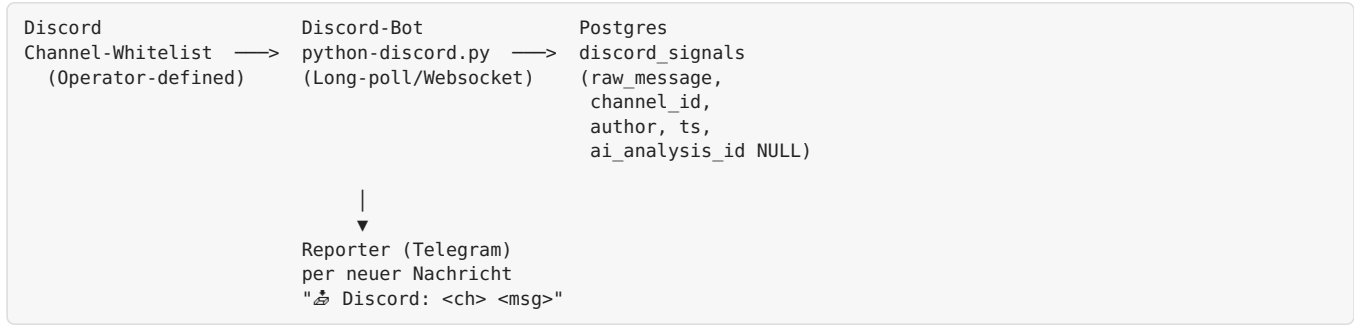 Discord Discord-Bot Postgres
Channel-Whitelist ──> python-discord.py ──> discord_signals
(Operator-defined) (Long-poll/Websocket) (raw_message,
channel_id,
author, ts,
ai_analysis_id NULL)
│
▼
Reporter (Telegram)
per neuer Nachricht
"📥 Discord: <ch> <msg>"